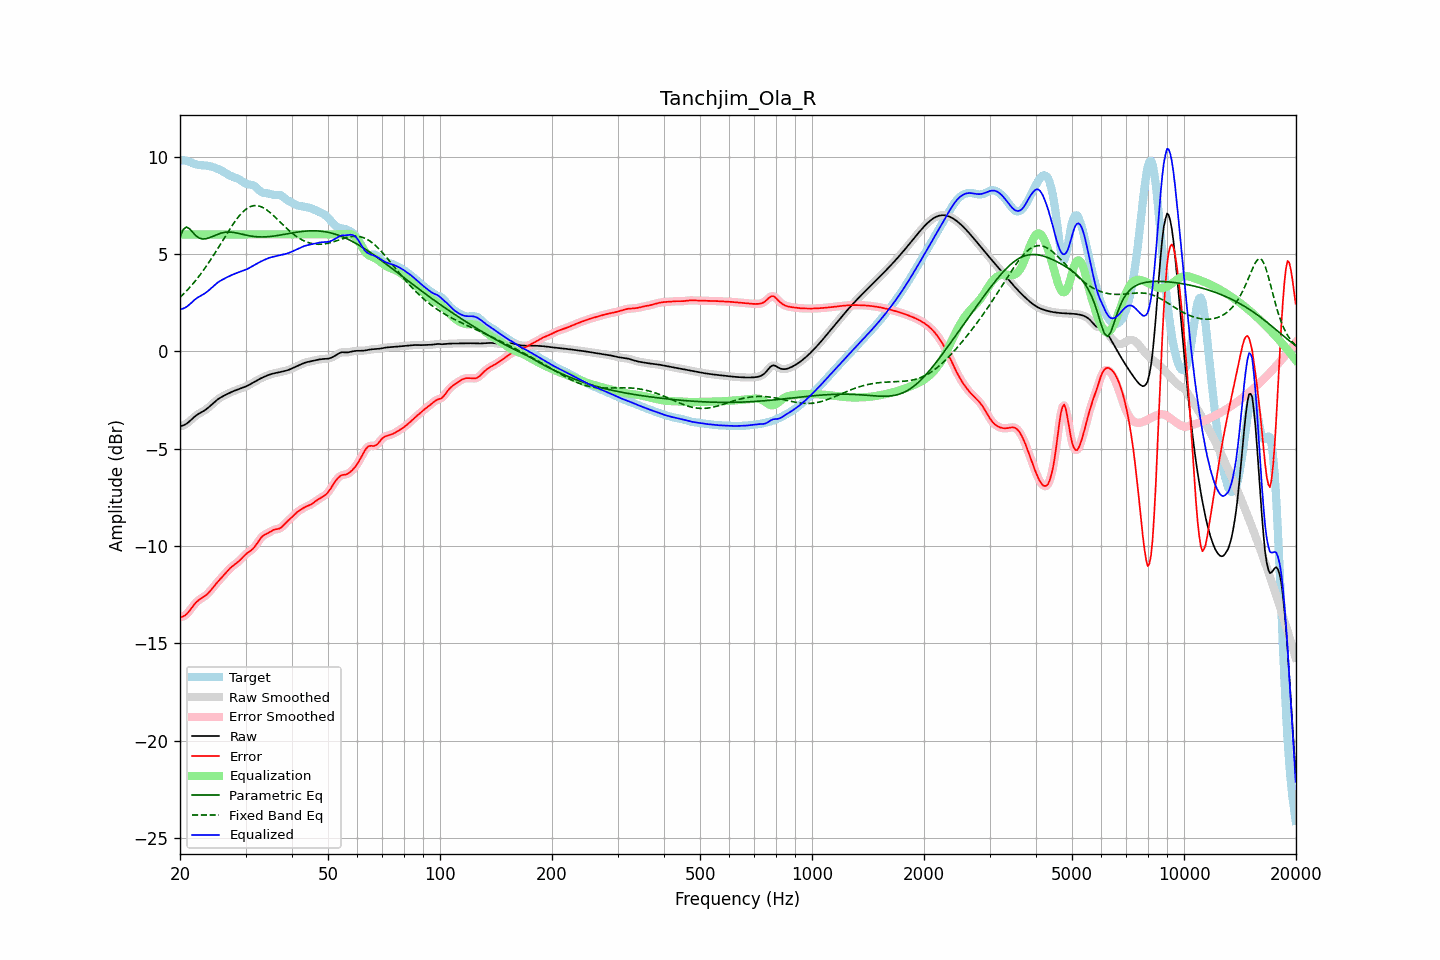 Tanchjim_Ola_R
Amplitude (dBr)
10
5
0
−5
−10
−15
−20
−25
Target
Raw Smoothed
Error Smoothed
Raw
Error
Equalization
Parametric Eq
Fixed Band Eq
Equalized
20 50 100 200 500 1000 2000 5000 10000 20000
Frequency (Hz)